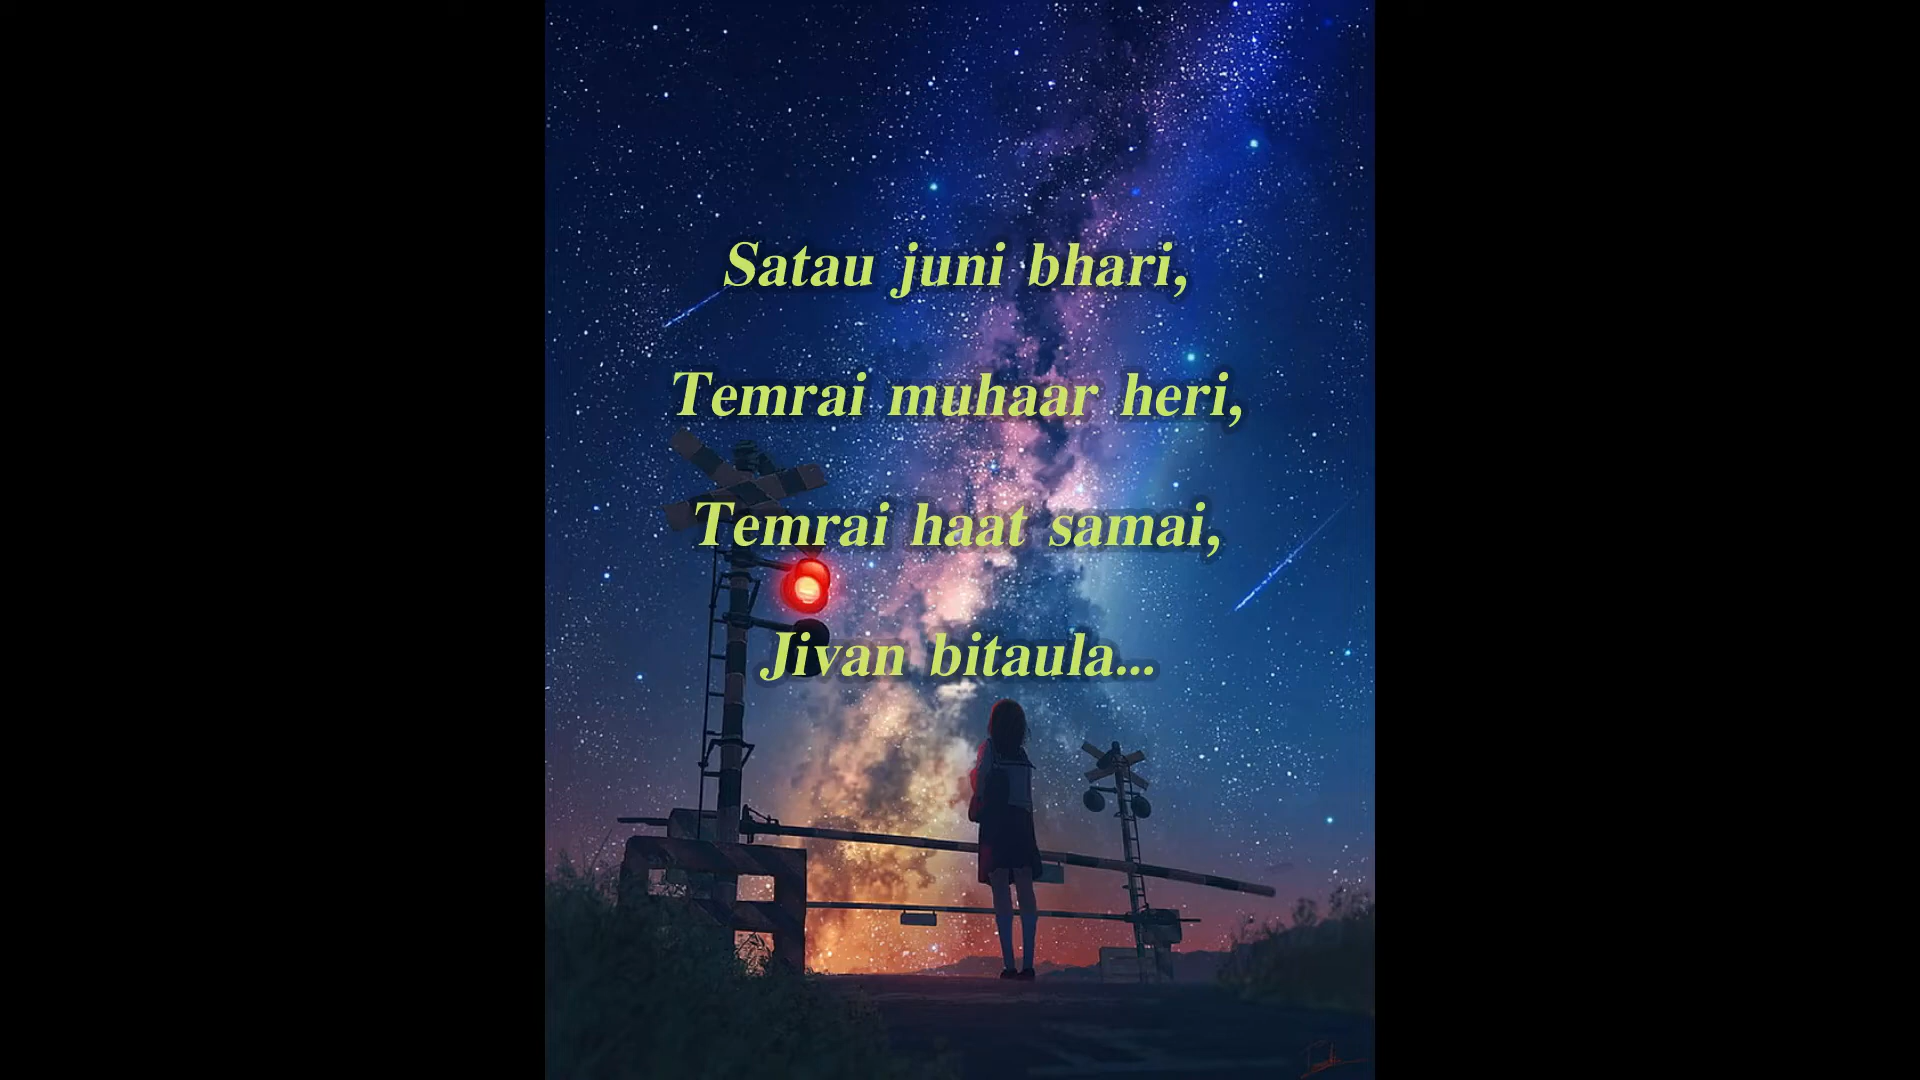 Satau juni bhari,
Temrai muhaar heri,
Temrai haat samai,
Jivan bitaula...